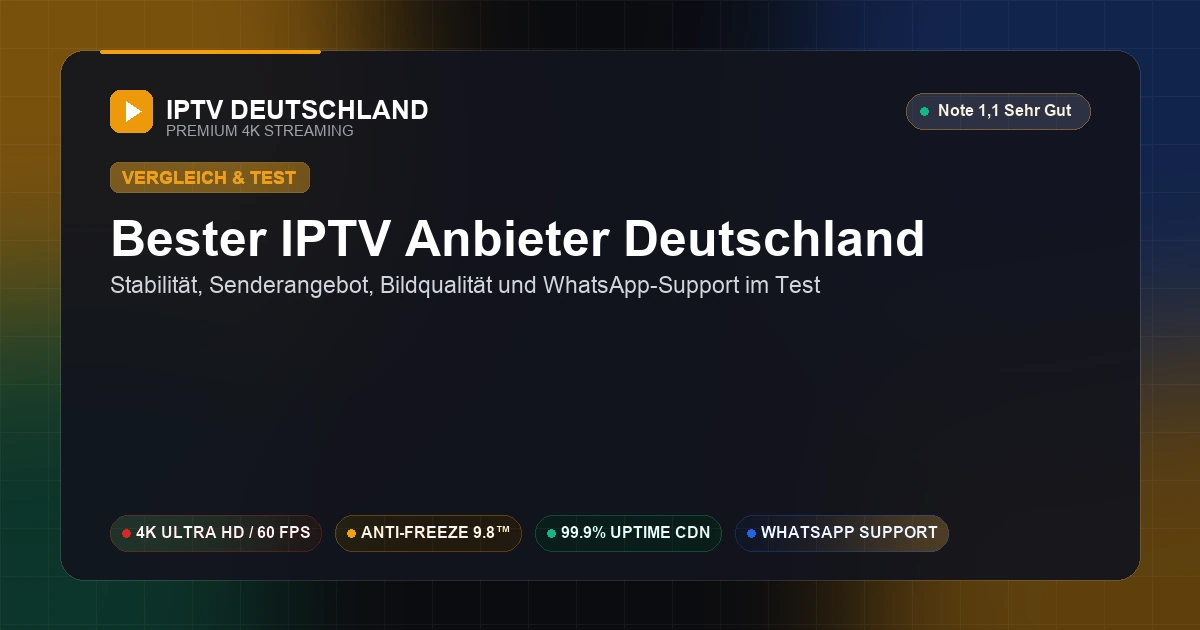 IPTV DEUTSCHLAND
PREMIUM 4K STREAMING
Note 1,1 Sehr Gut
VERGLEICH & TEST
Bester IPTV Anbieter Deutschland
Stabilität, Senderangebot, Bildqualität und WhatsApp-Support im Test
4K ULTRA HD / 60 FPS
ANTI-FREEZE 9.8™
99.9% UPTIME CDN
WHATSAPP SUPPORT